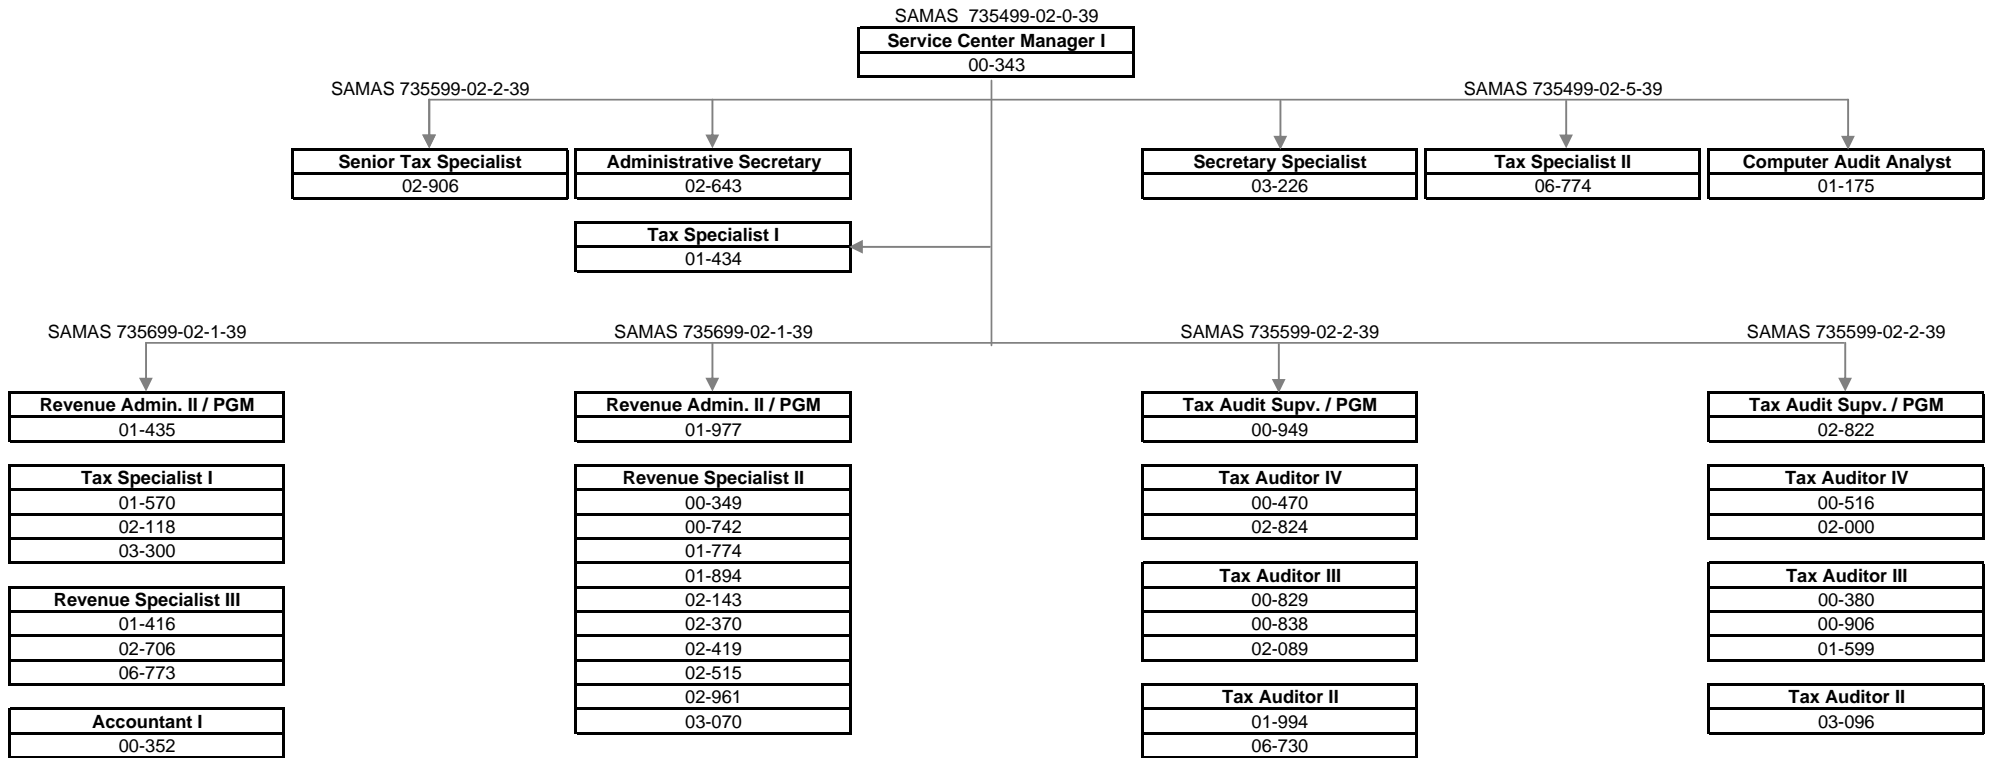 SAMAS  735499-02-0-39
Service Center Manager I
00-343
SAMAS 735599-02-2-39
SAMAS 735499-02-5-39
Senior Tax Specialist
02-906
Administrative Secretary
02-643
Secretary Specialist
03-226
Tax Specialist II
06-774
Computer Audit Analyst
01-175
Tax Specialist I
01-434
SAMAS 735699-02-1-39
SAMAS 735699-02-1-39
SAMAS 735599-02-2-39
SAMAS 735599-02-2-39
Revenue Admin. II / PGM
01-435
Tax Specialist I
01-570
02-118
03-300
Revenue Specialist III
01-416
02-706
06-773
Accountant I
00-352
Revenue Admin. II / PGM
01-977
Revenue Specialist II
00-349
00-742
01-774
01-894
02-143
02-370
02-419
02-515
02-961
03-070
Tax Audit Supv. / PGM
00-949
Tax Auditor IV
00-470
02-824
Tax Auditor III
00-829
00-838
02-089
Tax Auditor II
01-994
06-730
Tax Audit Supv. / PGM
02-822
Tax Auditor IV
00-516
02-000
Tax Auditor III
00-380
00-906
01-599
Tax Auditor II
03-096